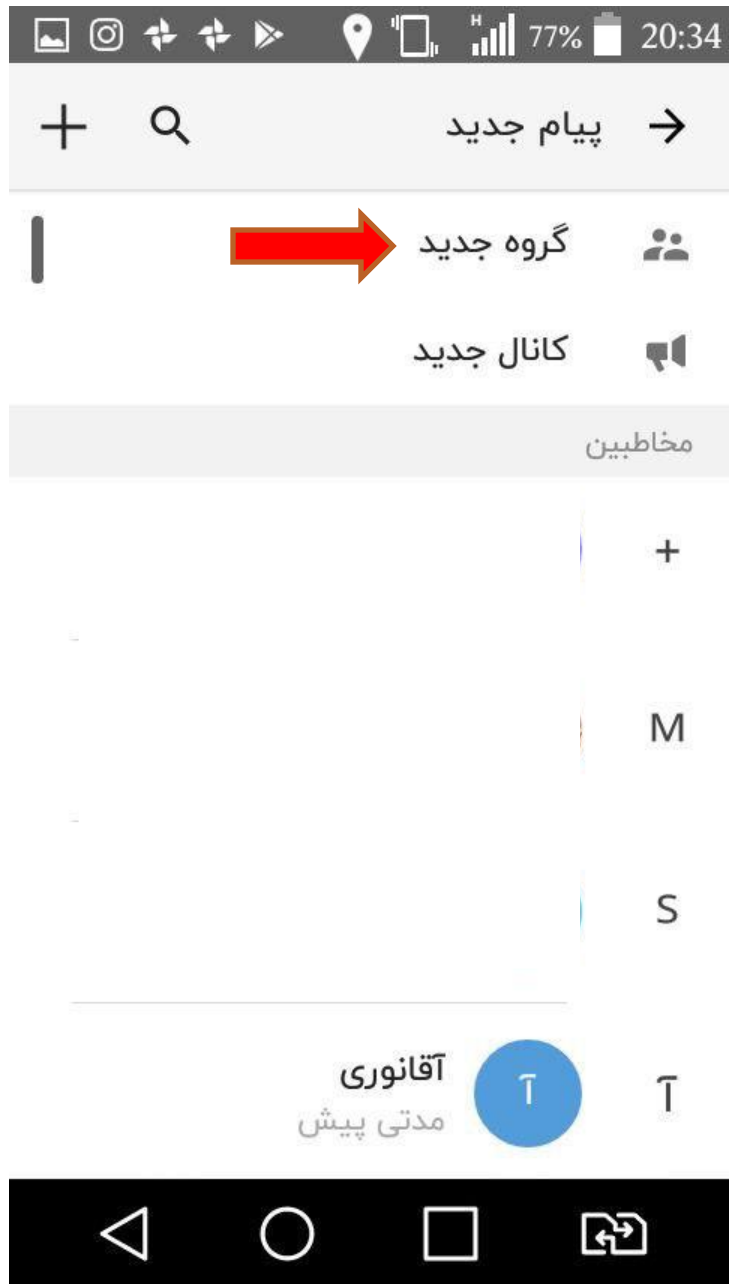 H 77% 20:34
پیام جدید
گروه جدید
کانال جدید
مخاطبین
+
M
S
آ آ آقانوری
مدتی پیش